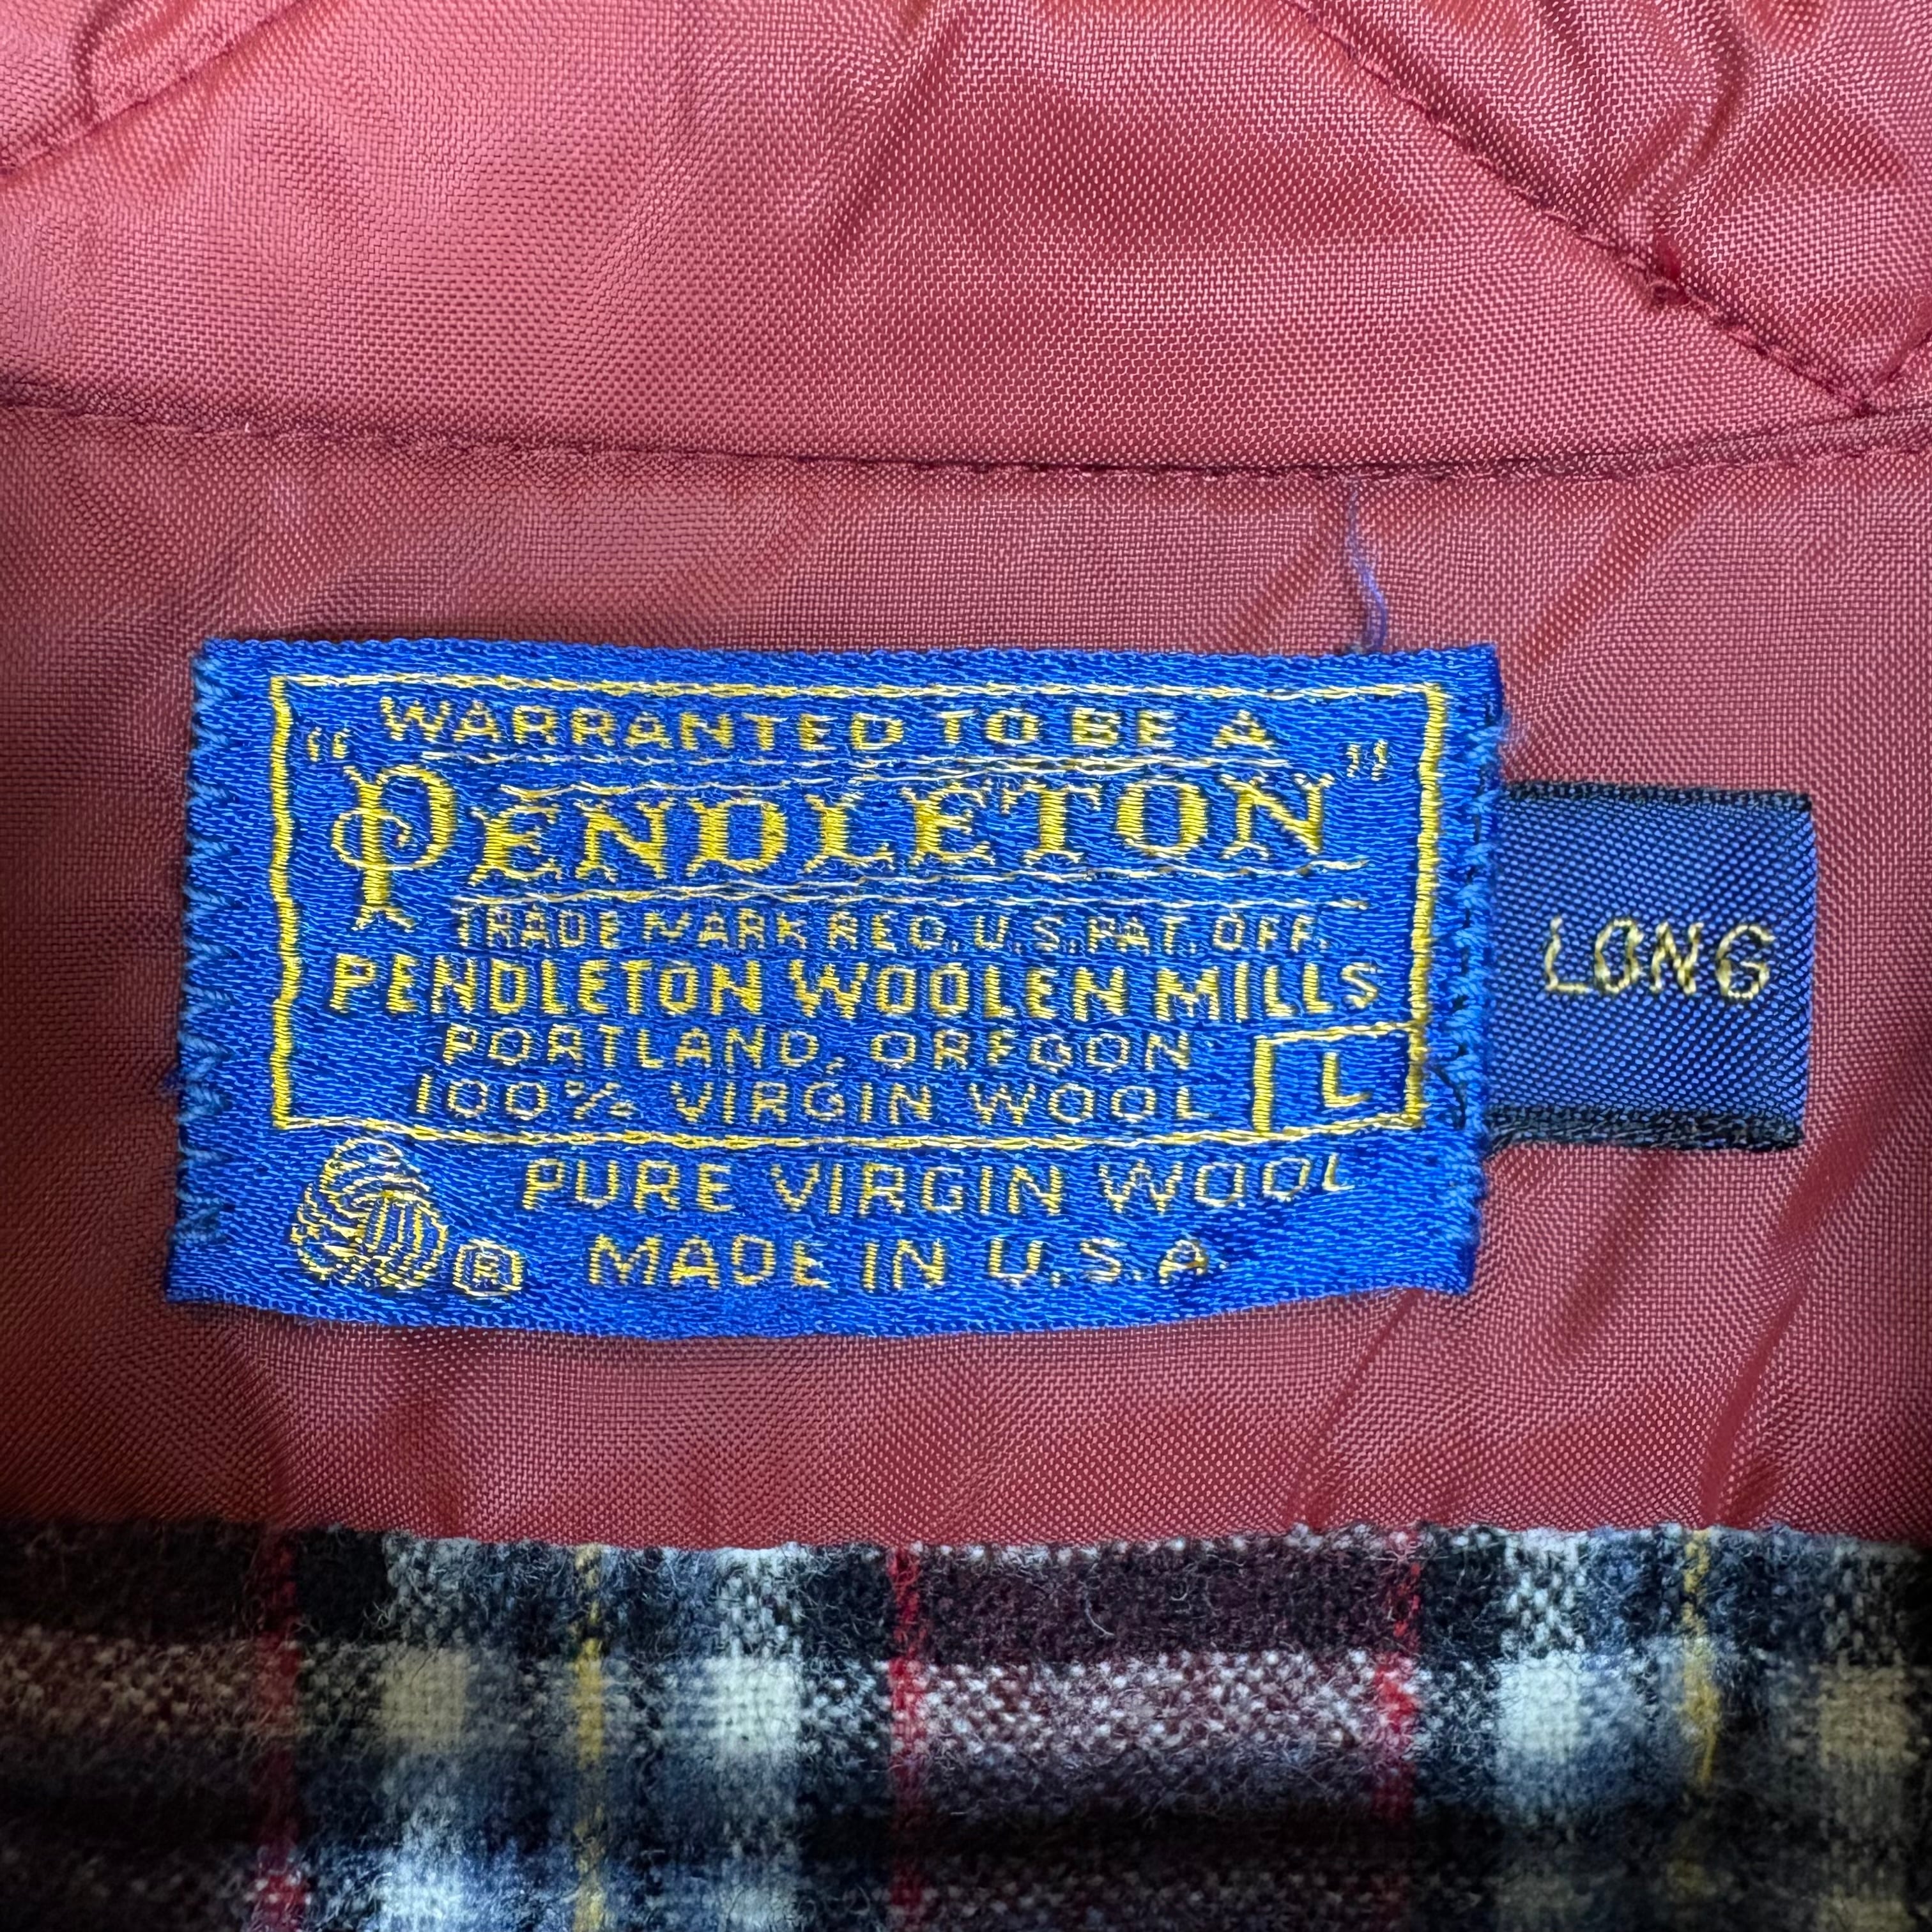 WARRANTED TO BE A
"PENDLETON"
TRADE MARK REG. U. S. PAT. OFF.
PENDLETON WOOLEN MILLS
PORTLAND, OREGON
100% VIRGIN WOOL L
PURE VIRGIN WOOL
® MADE IN U.S.A.
LONG